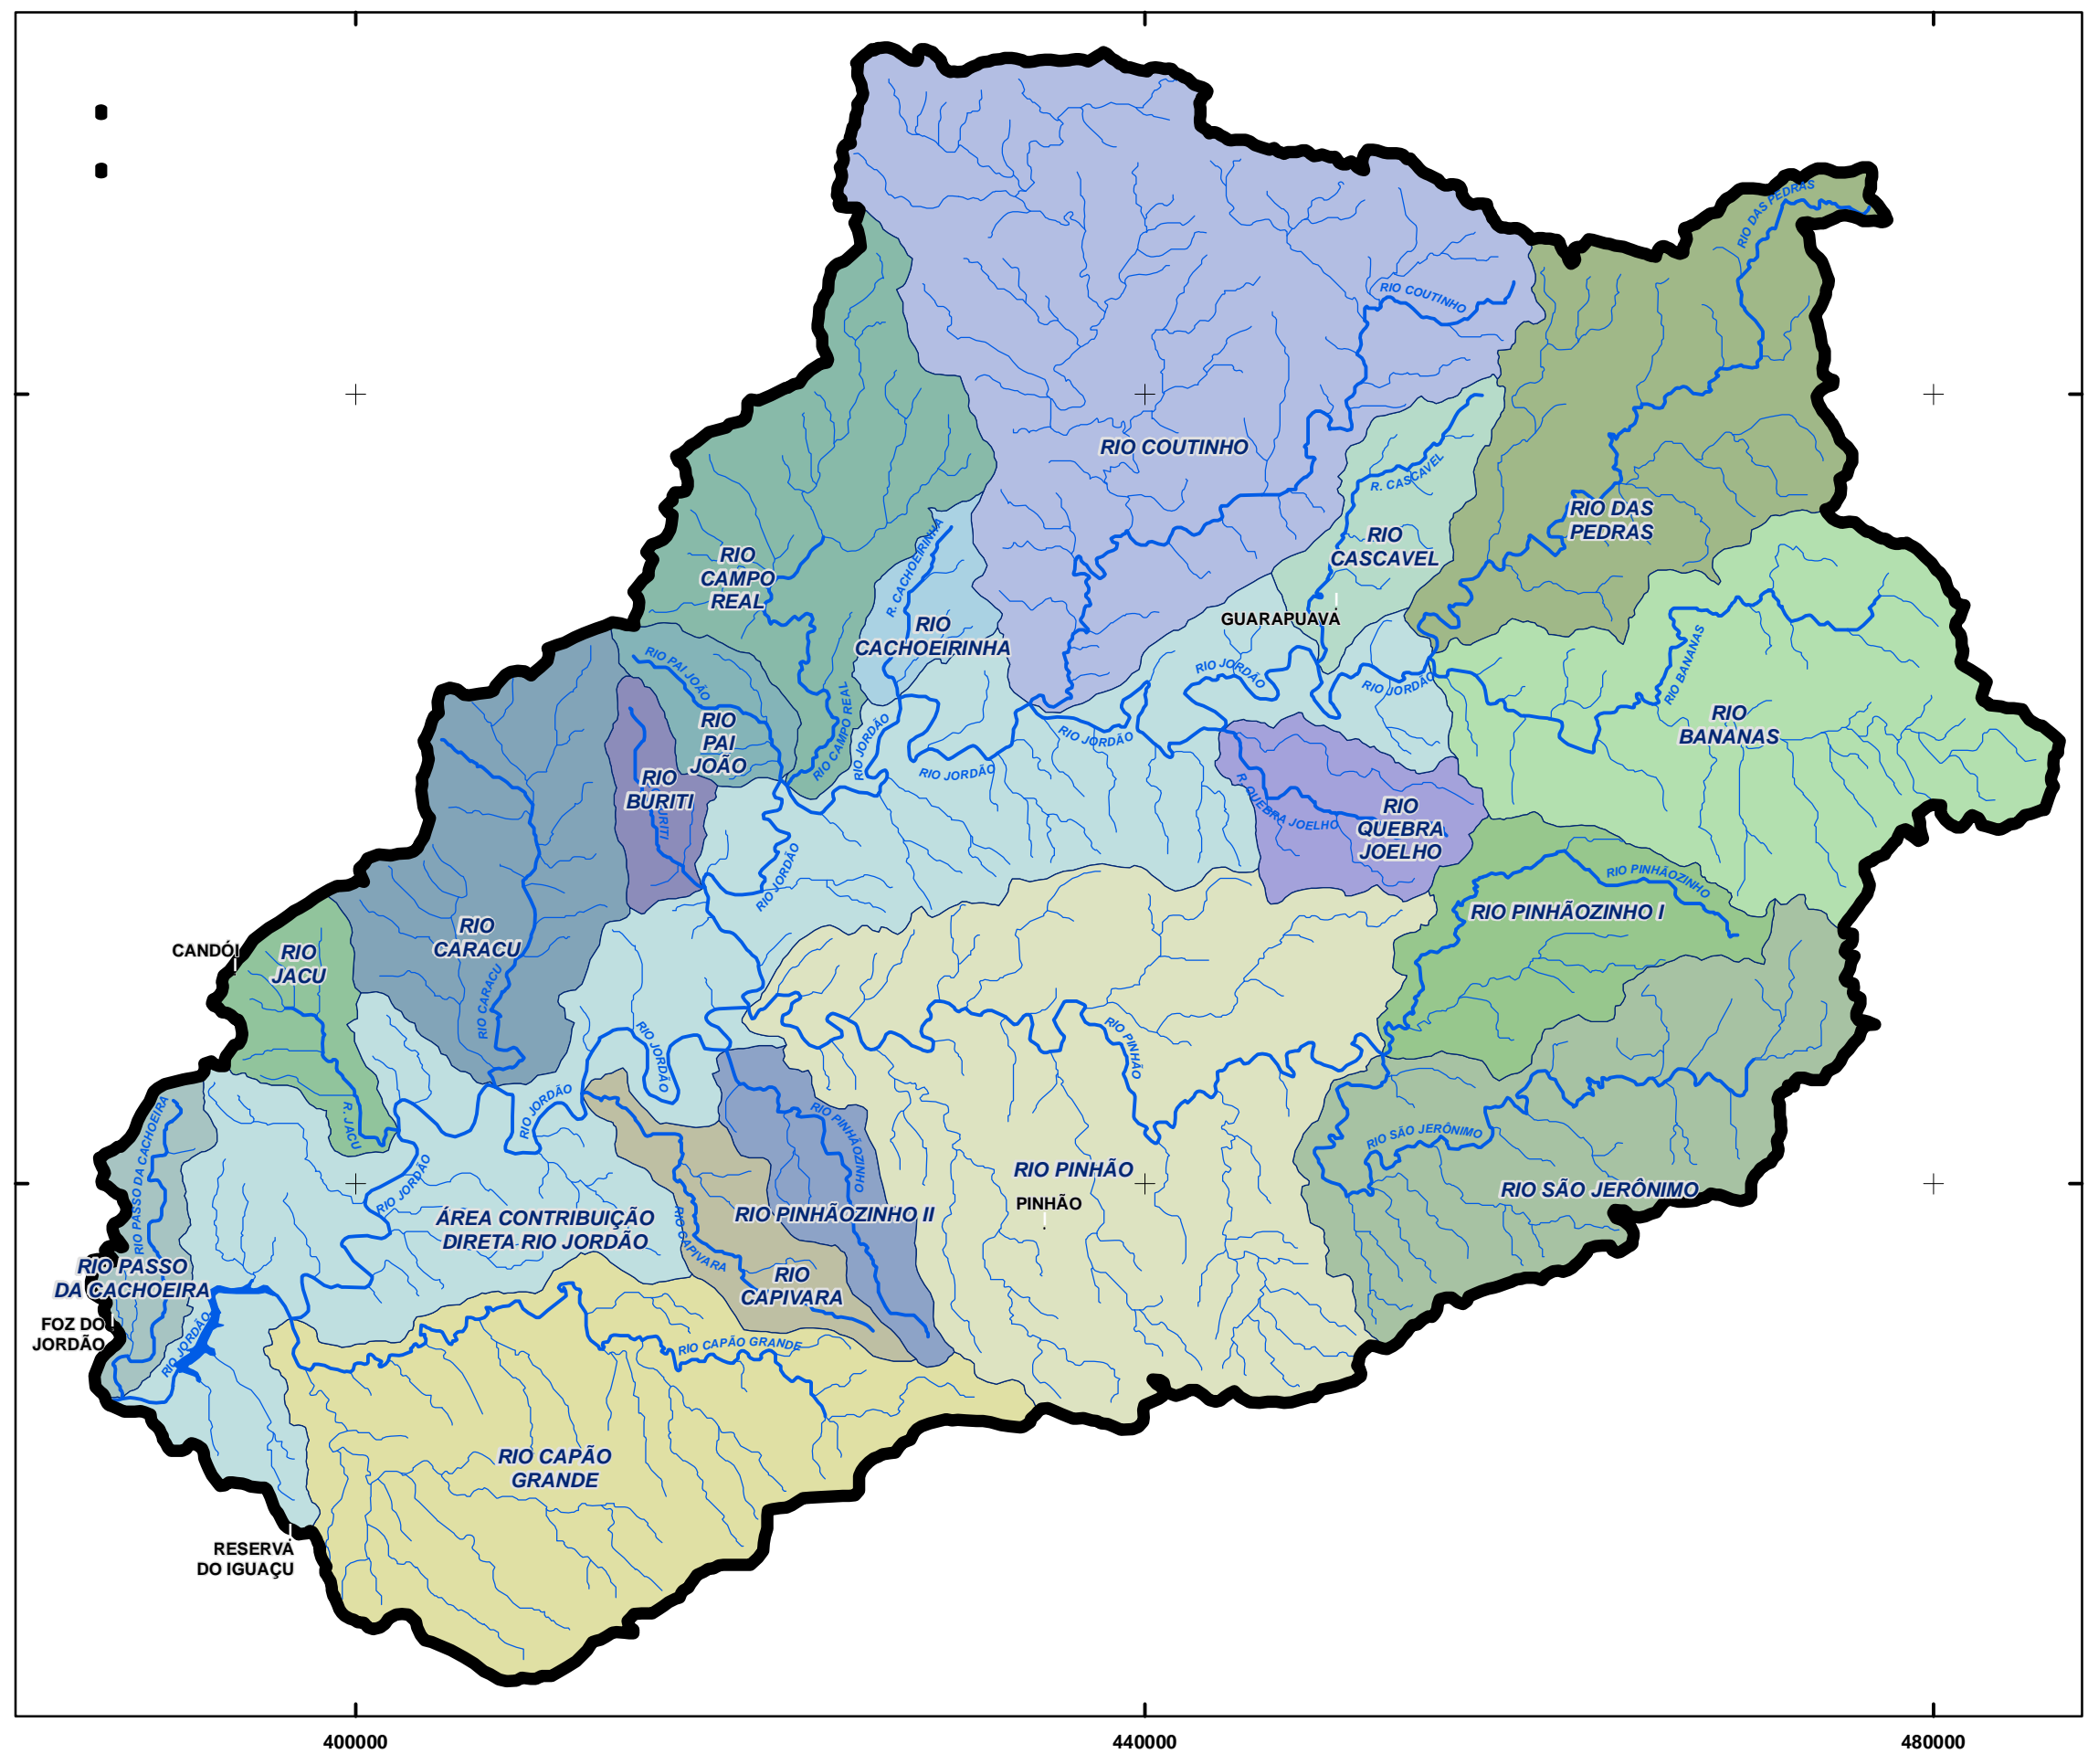 RIO DAS PEDRAS
RIO COUTINHO
RIO COUTINHO
R. CASCAVEL
RIO DAS
PEDRAS
RIO
CASCAVEL
R. CACHOEIRINHA
RIO
CAMPO
REAL
GUARAPUAVA
RIO
CACHOEIRINHA
RIO BANANAS
RIO PAI JOÃO
RIO JORDÃO
RIO JORDÃO
RIO CAMPO REAL
RIO
BANANAS
RIO
PAI
JOÃO
RIO JORDÃO
RIO JORDÃO
RIO JORDÃO
RIO
BURITI
BURITI
R. QUEBRA JOELHO
RIO
QUEBRA
JOELHO
RIO JORDÃO
RIO PINHÃOZINHO
RIO PINHÃOZINHO I
CANDÓI
RIO
JACU
RIO
CARACU
RIO CARACU
RIO JORDÃO
RIO PINHÃO
RIO JORDÃO
R. JACU
RIO PASSO DA CACHOEIRA
RIO PINHÃOZINHO
RIO SÃO JERÔNIMO
RIO JORDÃO
RIO PINHÃO
PINHÃO
RIO SÃO JERÔNIMO
ÁREA CONTRIBUIÇÃO
DIRETA RIO JORDÃO
RIO PINHÃOZINHO II
RIO CAPIVARA
RIO PASSO
DA CACHOEIRA
RIO
CAPIVARA
FOZ DO
JORDÃO
RIO JORDÃO
RIO CAPÃO GRANDE
RIO CAPÃO
GRANDE
RESERVA
DO IGUAÇU
400000
440000
480000